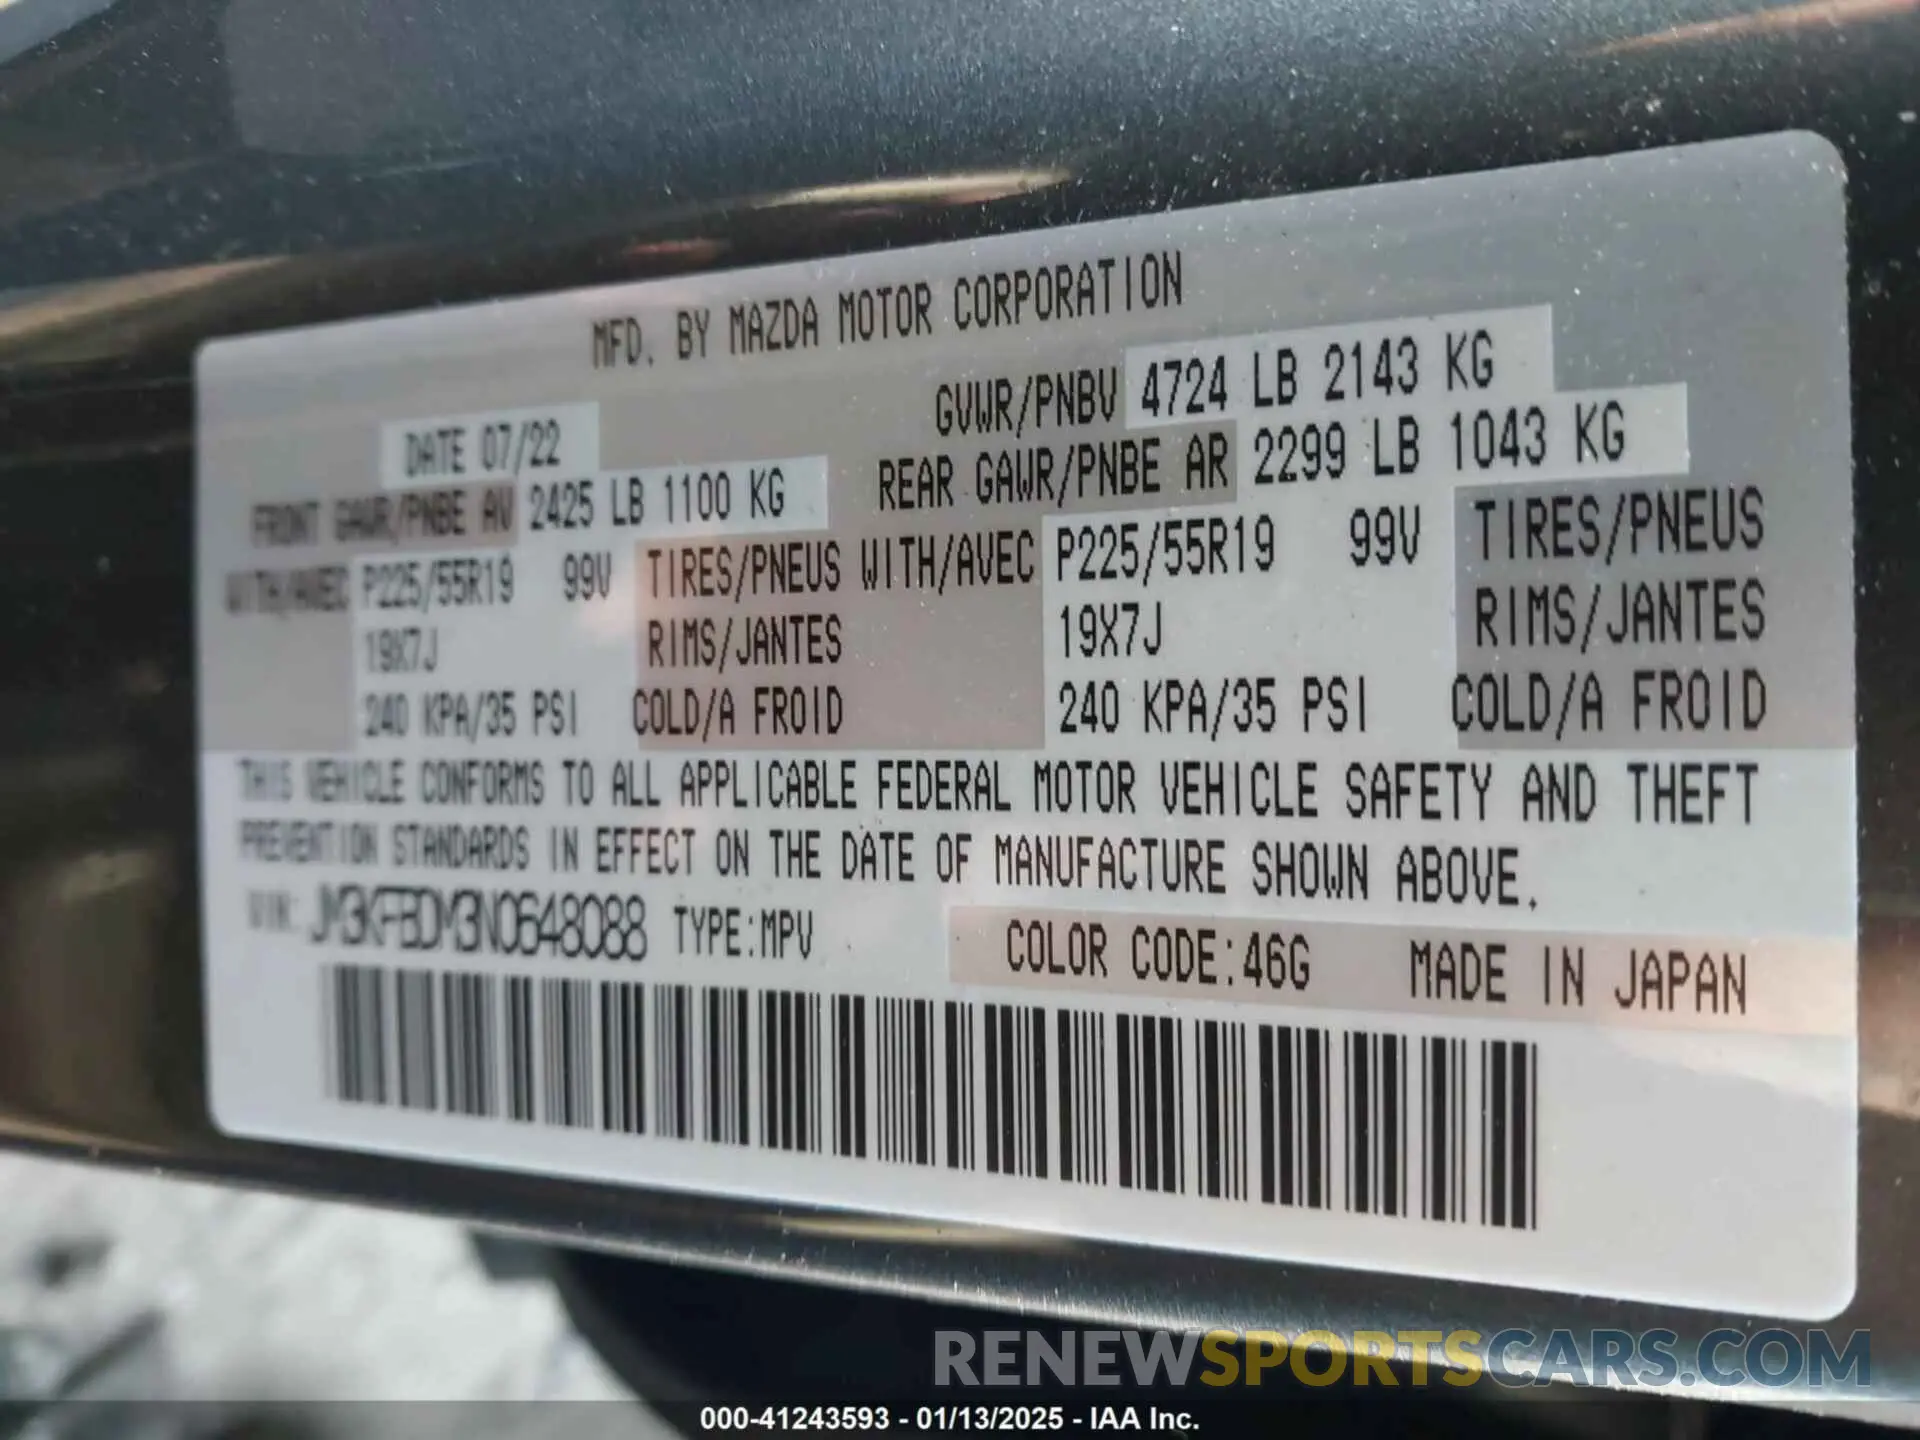 MFD. BY MAZDA MOTOR CORPORATION
DATE 07/22 GVWR/PNBV 4724 LB 2143 KG
FRONT GAWR/PNBE AV 2425 LB 1100 KG REAR GAWR/PNBE AR 2299 LB 1043 KG
WITH/AVEC P225/55R19 99V TIRES/PNEUS WITH/AVEC P225/55R19 99V TIRES/PNEUS
19X7J RIMS/JANTES 19X7J RIMS/JANTES
240 KPA/35 PSI COLD/A FROID 240 KPA/35 PSI COLD/A FROID
THIS VEHICLE CONFORMS TO ALL APPLICABLE FEDERAL MOTOR VEHICLE SAFETY AND THEFT
PREVENTION STANDARDS IN EFFECT ON THE DATE OF MANUFACTURE SHOWN ABOVE.
VIN: JM3KFBDM3N0648088 TYPE:MPV COLOR CODE:46G MADE IN JAPAN
RENEWSPORTSCARS.COM
000-41243593 - 01/13/2025 - IAA Inc.